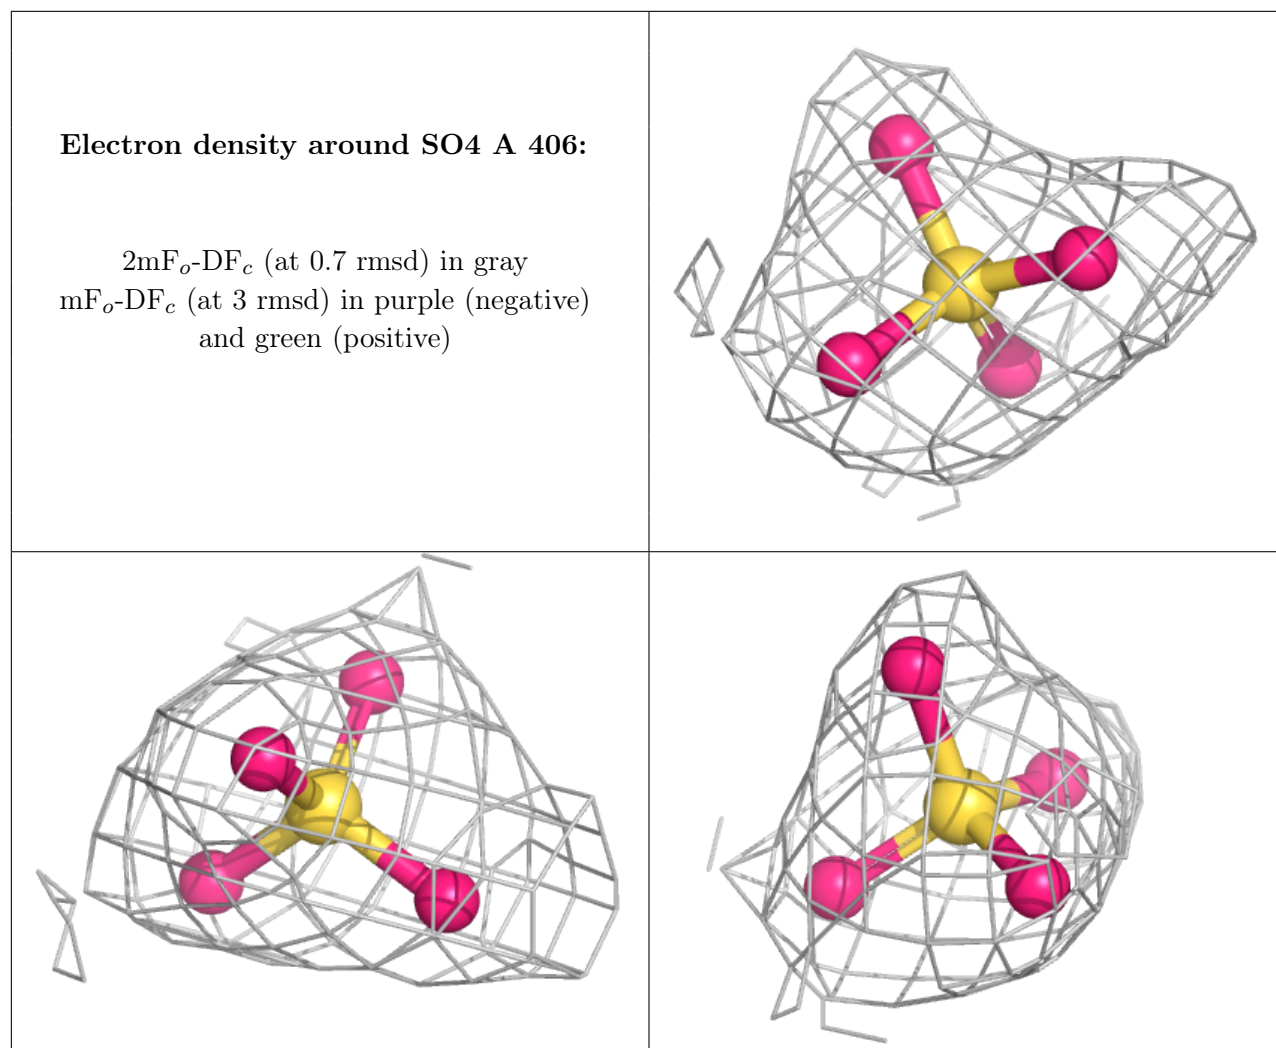 Electron density around SO4 A 406:
2mFo-DFc (at 0.7 rmsd) in gray
mFo-DFc (at 3 rmsd) in purple (negative)
and green (positive)